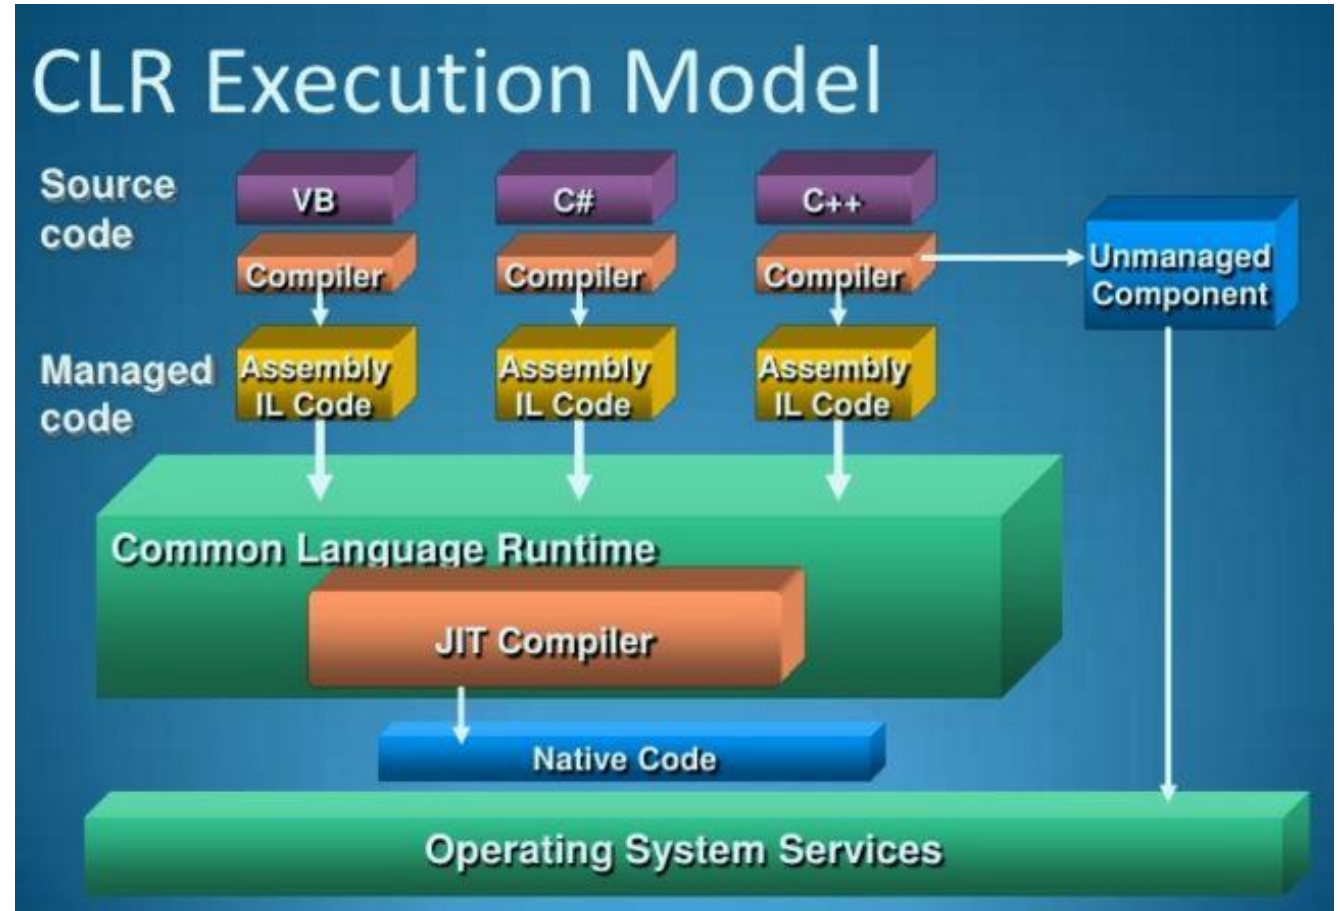 CLR Execution Model
Source
code
VB
C#
C++
Compiler
Compiler
Compiler
Unmanaged
Component
Managed
code
Assembly
IL Code
Assembly
IL Code
Assembly
IL Code
Common Language Runtime
JIT Compiler
Native Code
Operating System Services